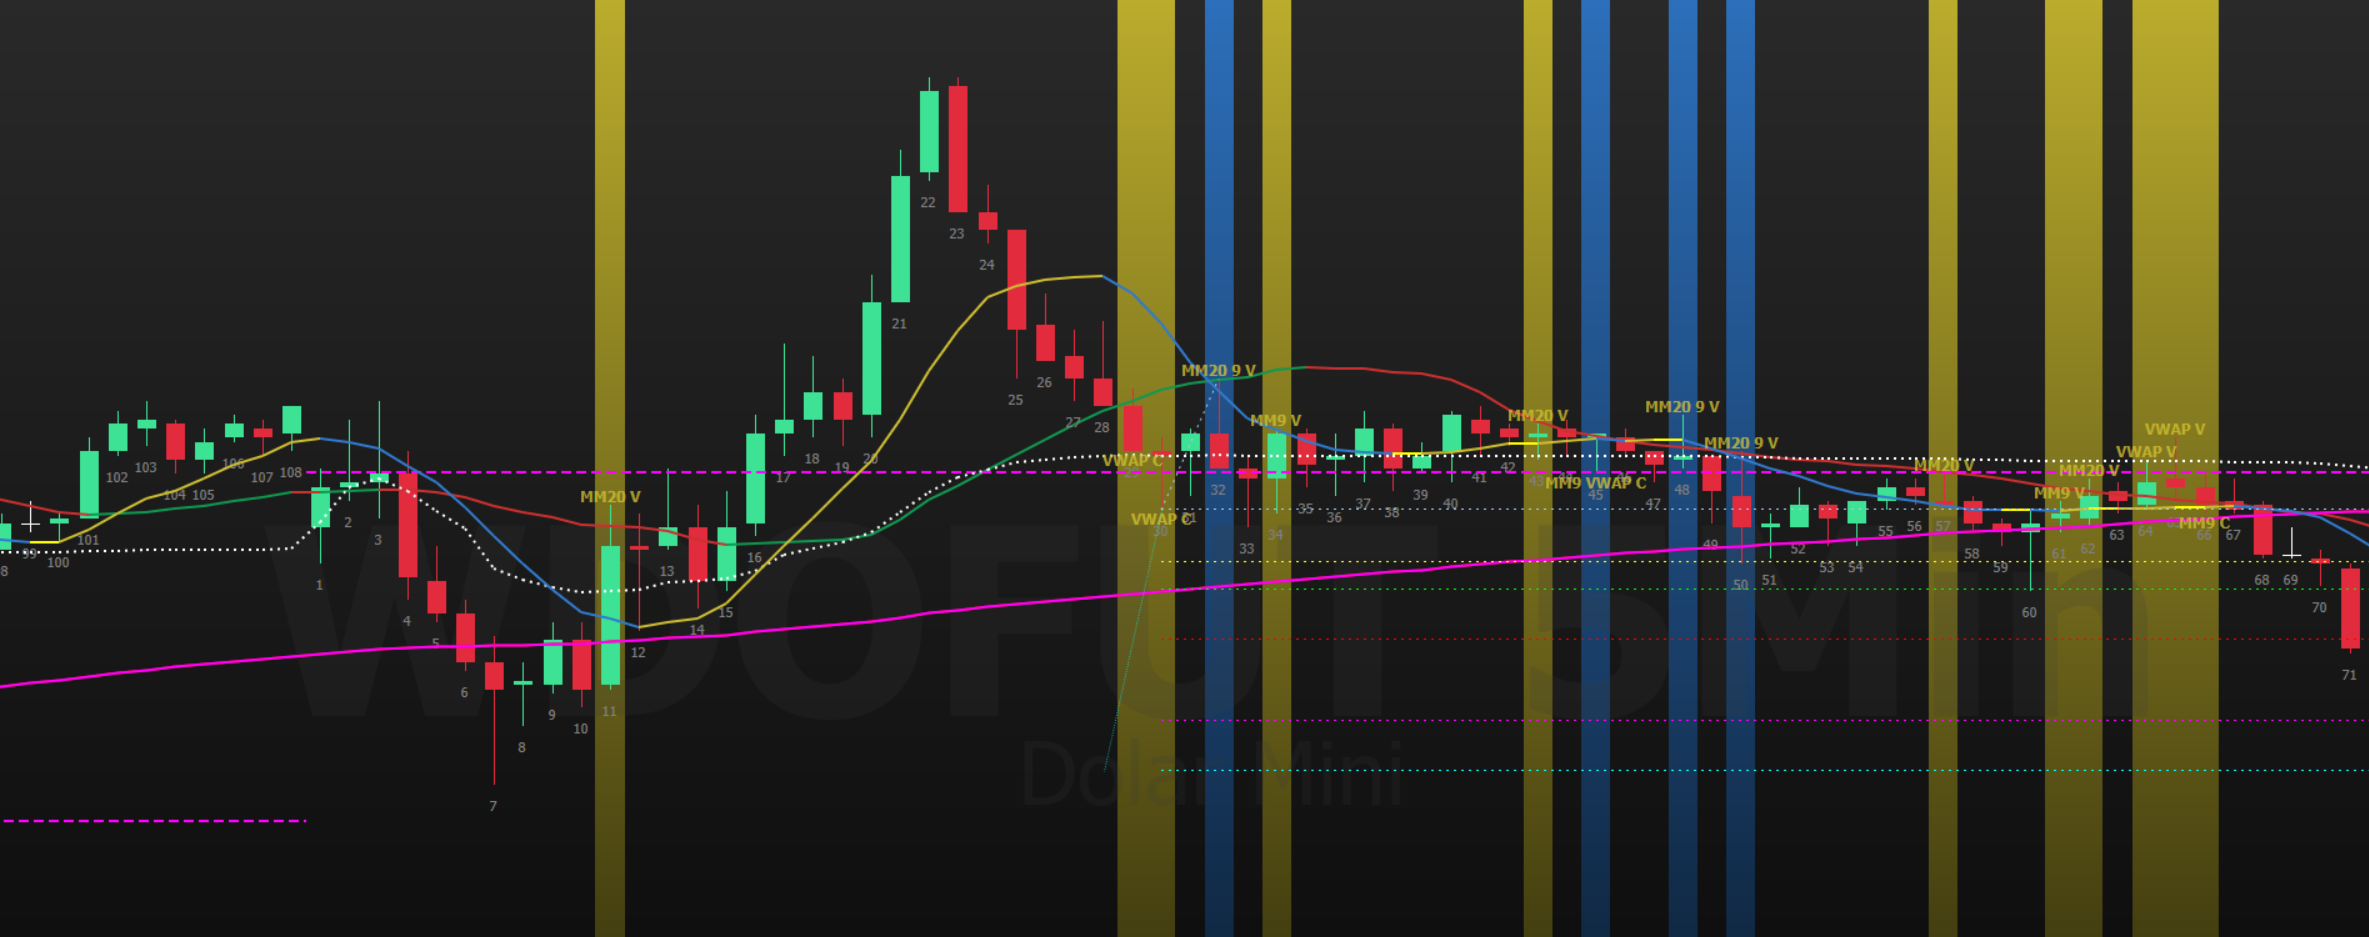 MM20 V
VWAP C
VWAP C
MM20 9 V
MM9 V
MM20 V
MM9 VWAP C
MM20 9 V
MM20 9 V
MM20 V
MM9 V
MM20 V
VWAP V
VWAP V
MM9 C
8 99 100 101 102 103 104 105 106 107 108
1 2 3 4 5 6 7 8 9 10 11 12 13 14 15 16 17 18 19 20 21 22 23 24 25 26 27 28 29 30 31 32 33 34 35 36 37 38 39 40 41 42 43 44 45 46 47 48 49 50 51 52 53 54 55 56 57 58 59 60 61 62 63 64 65 66 67 68 69 70 71
WDOFUT 5Min
Dolar Mini